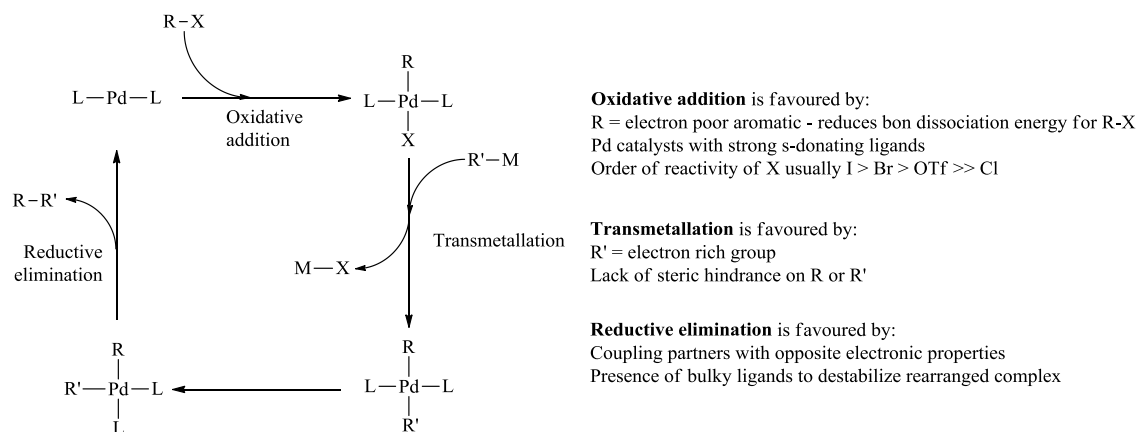 R–X
L–Pd–L
Oxidative
addition
R
L–Pd–L
X
R'–M
R–R'
Reductive
elimination
M–X
Transmetallation
R
R'–Pd–L
L
R
L–Pd–L
R'
Oxidative addition is favoured by:
R = electron poor aromatic - reduces bon dissociation energy for R-X
Pd catalysts with strong s-donating ligands
Order of reactivity of X usually I > Br > OTf >> Cl
Transmetallation is favoured by:
R' = electron rich group
Lack of steric hindrance on R or R'
Reductive elimination is favoured by:
Coupling partners with opposite electronic properties
Presence of bulky ligands to destabilize rearranged complex